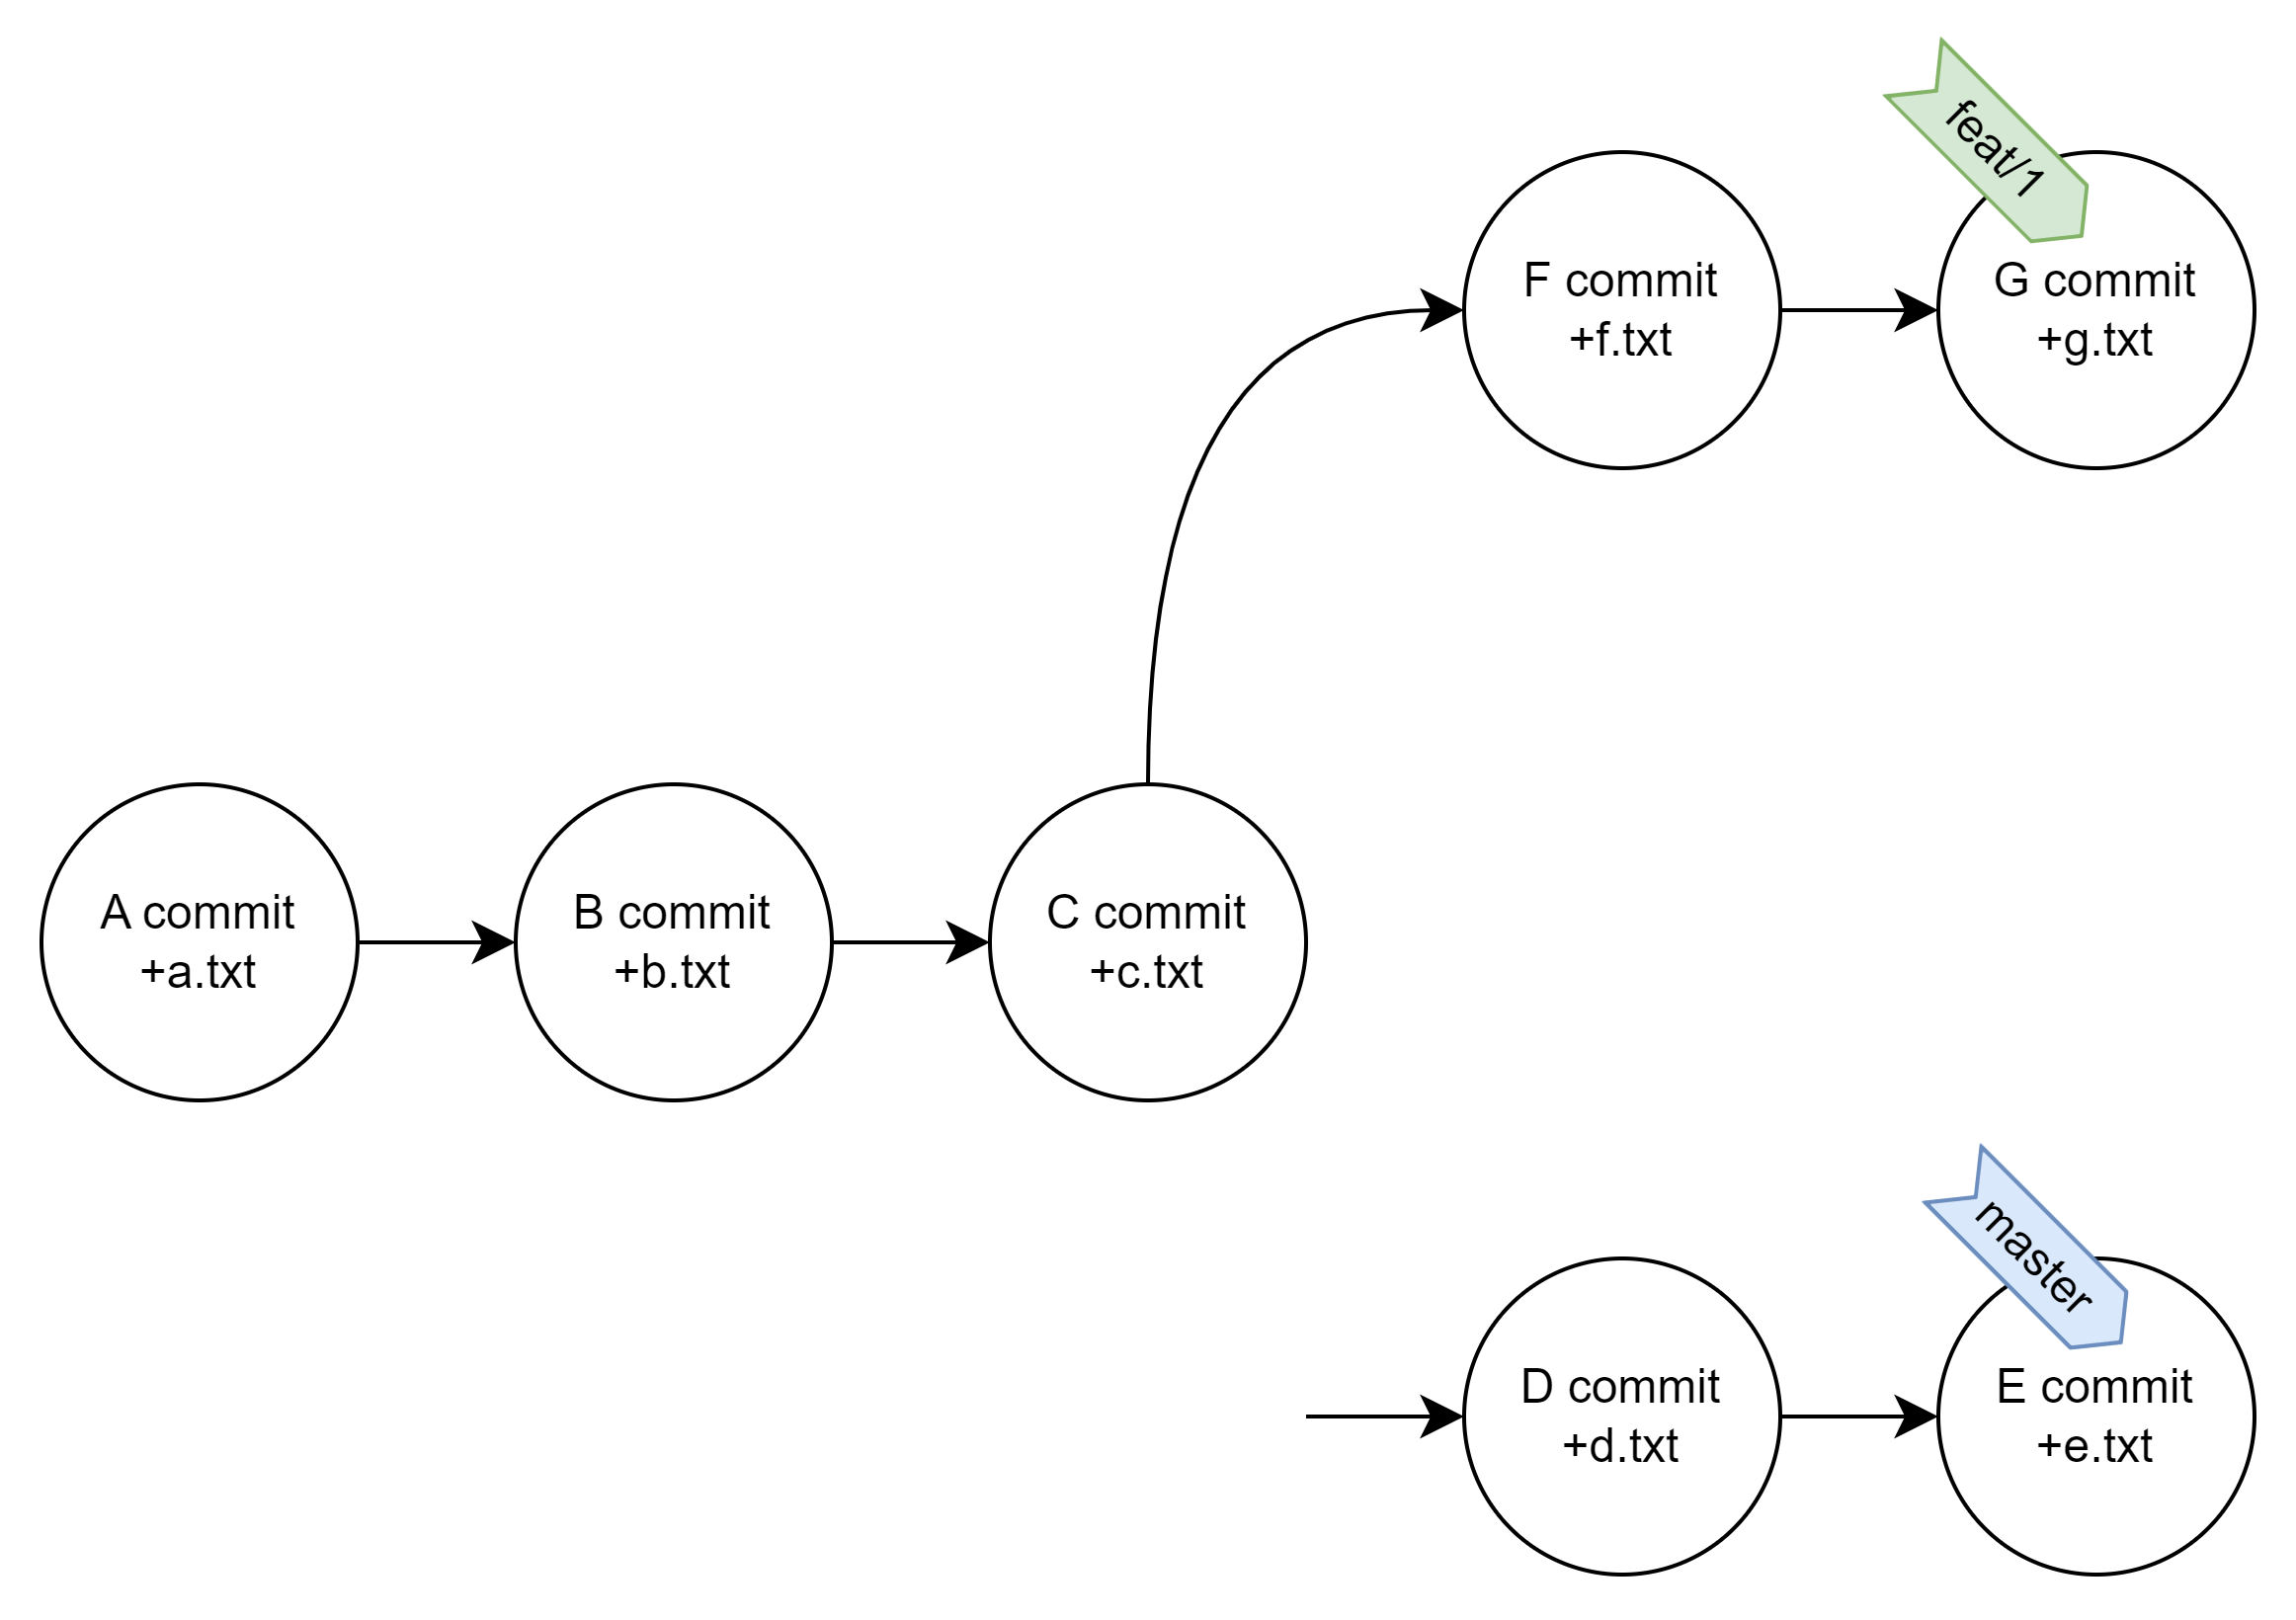 feat/1
F commit
+f.txt
G commit
+g.txt
A commit
+a.txt
B commit
+b.txt
C commit
+c.txt
master
D commit
+d.txt
E commit
+e.txt